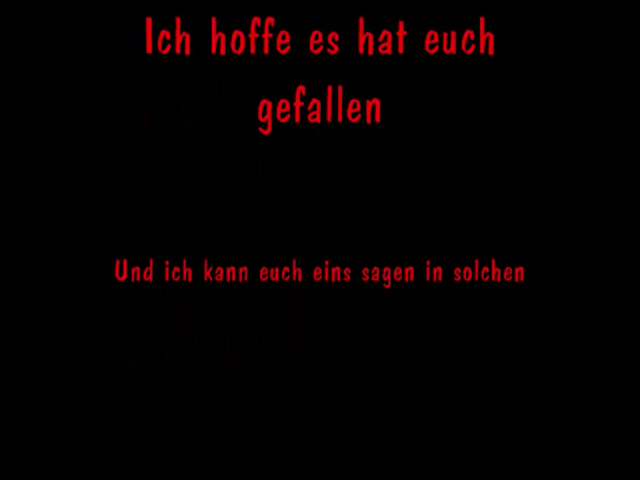 Ich hoffe es hat euch
gefallen
Und ich kann euch eins sagen in solchen